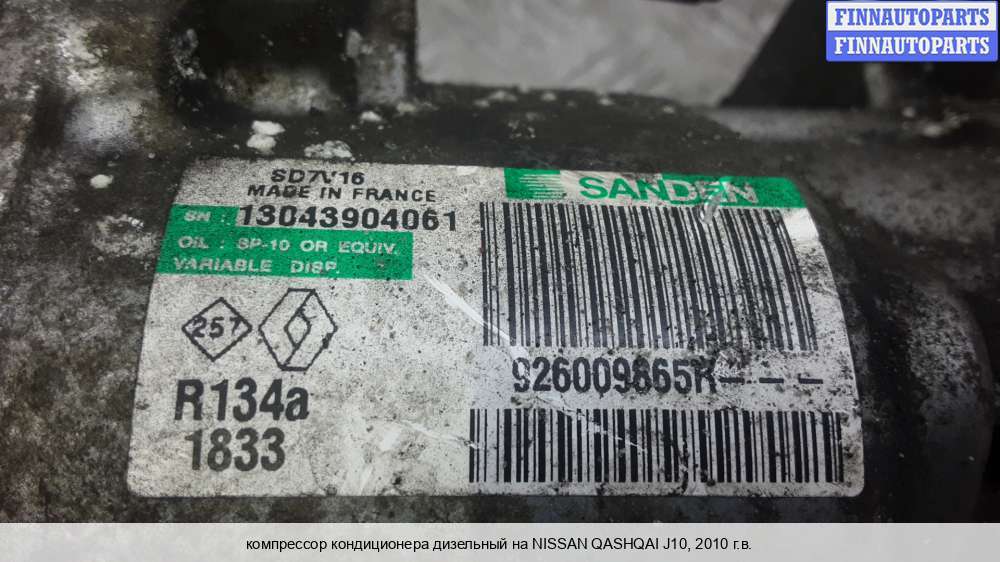 FINNAUTOPARTS
FINNAUTOPARTS
SD7V16
MADE IN FRANCE
SANDEN
SN : 13043904061
OIL : SP-10 OR EQUIV.
VARIABLE DISP.
257
R134a
1833
926009865R- - -
компрессор кондиционера дизельный на NISSAN QASHQAI J10, 2010 г.в.